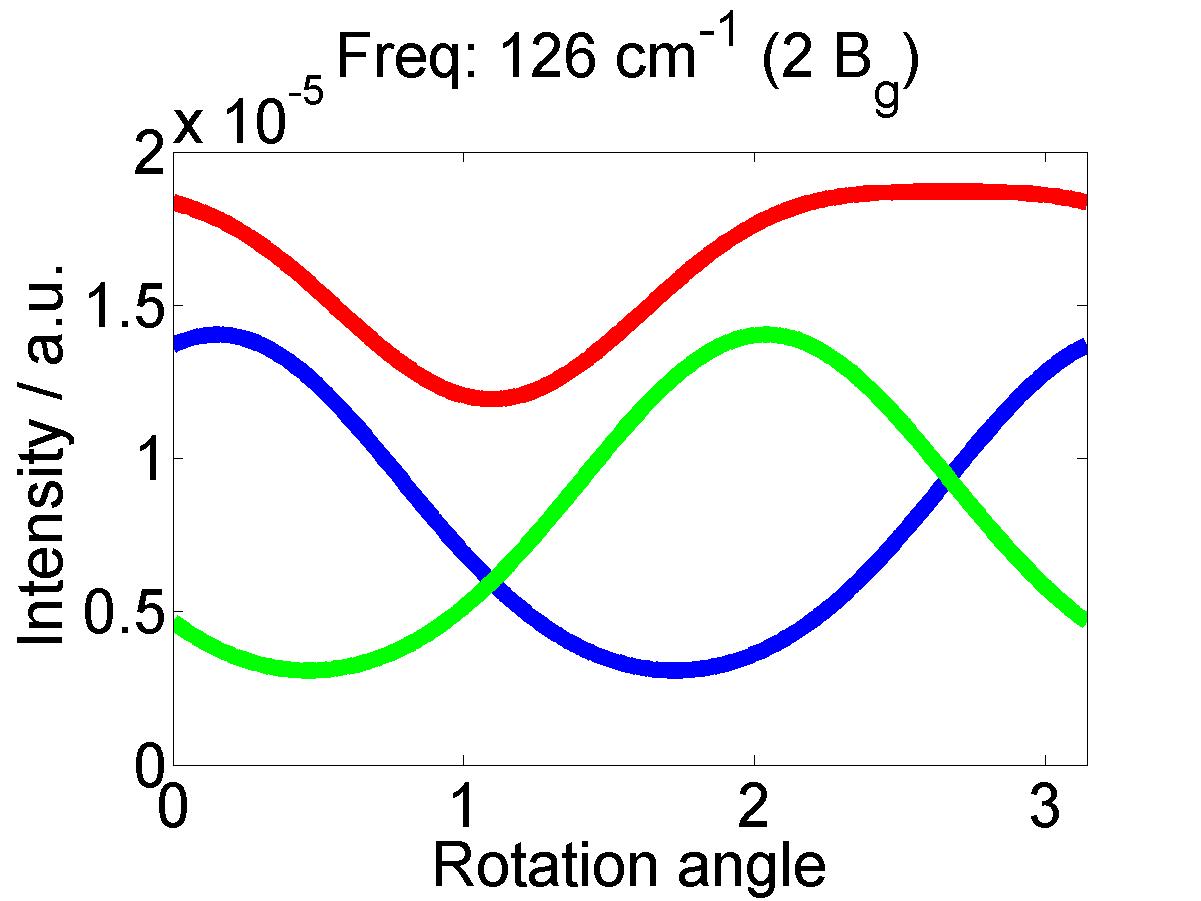 Freq: 126 cm⁻¹ (2 B_g)
x 10⁻⁵
2
1.5
1
0.5
0
0 1 2 3
Intensity / a.u.
Rotation angle